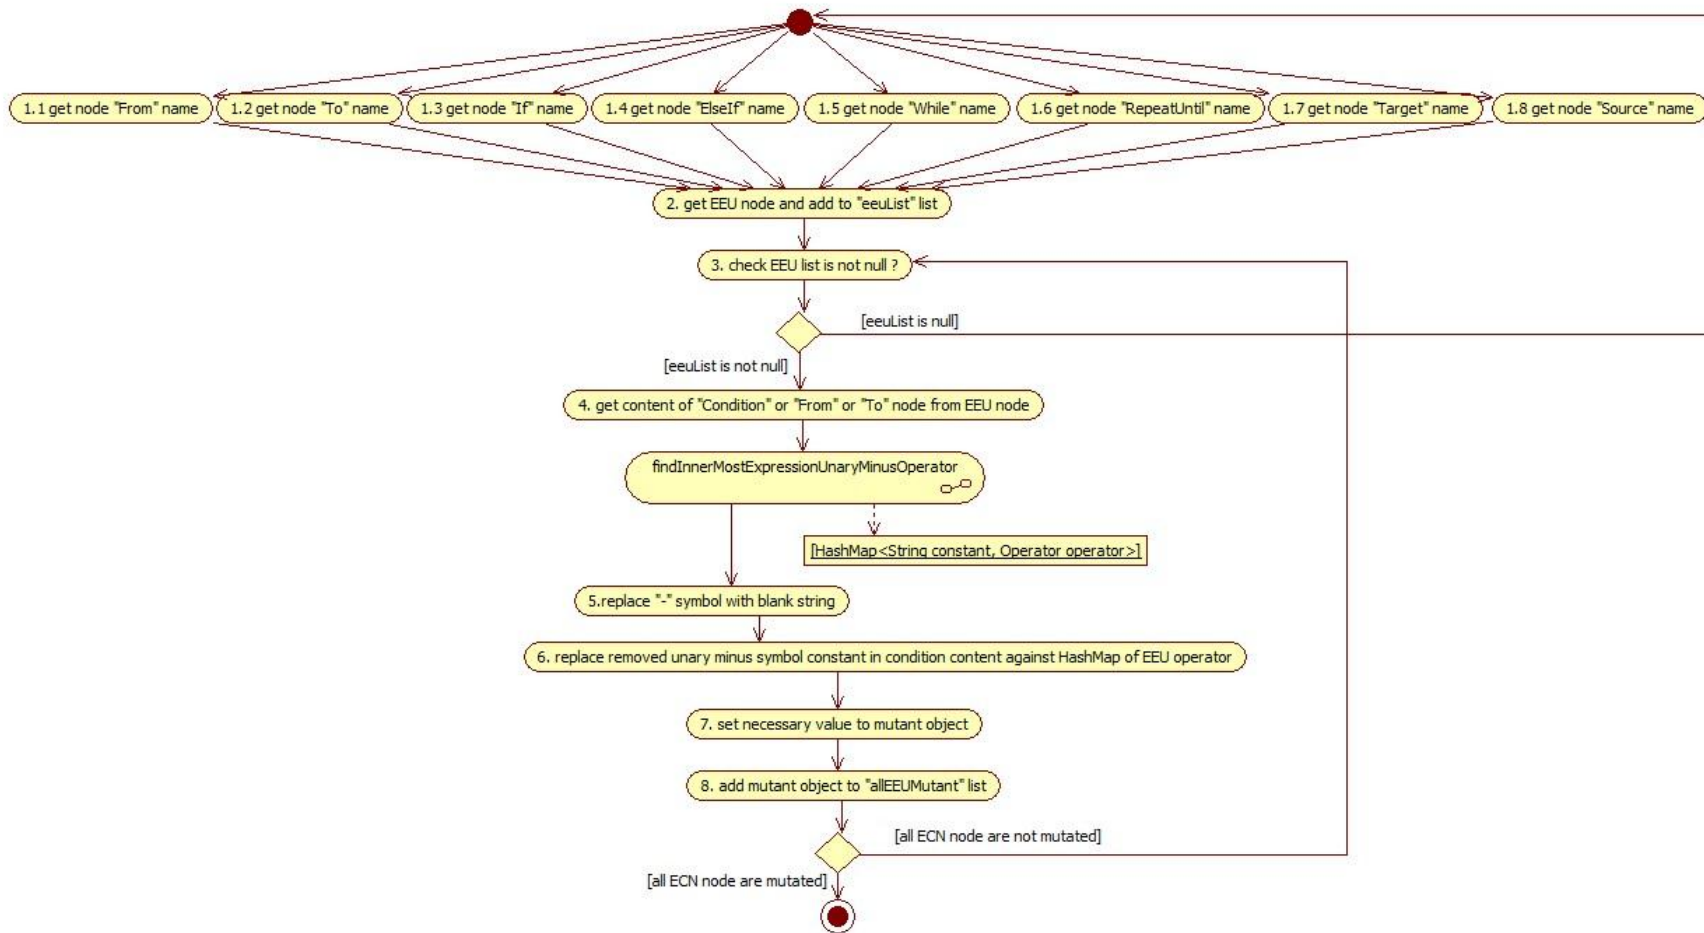 1.1 get node "From" name
1.2 get node "To" name
1.3 get node "If" name
1.4 get node "ElseIf" name
1.5 get node "While" name
1.6 get node "RepeatUntil" name
1.7 get node "Target" name
1.8 get node "Source" name
2. get EEU node and add to "eeuList" list
3. check EEU list is not null ?
[eeuList is null]
[eeuList is not null]
4. get content of "Condition" or "From" or "To" node from EEU node
findInnerMostExpressionUnaryMinusOperator
[HashMap<String constant, Operator operator>]
5.replace "-" symbol with blank string
6. replace removed unary minus symbol constant in condition content against HashMap of EEU operator
7. set necessary value to mutant object
8. add mutant object to "allEEUMutant" list
[all ECN node are not mutated]
[all ECN node are mutated]